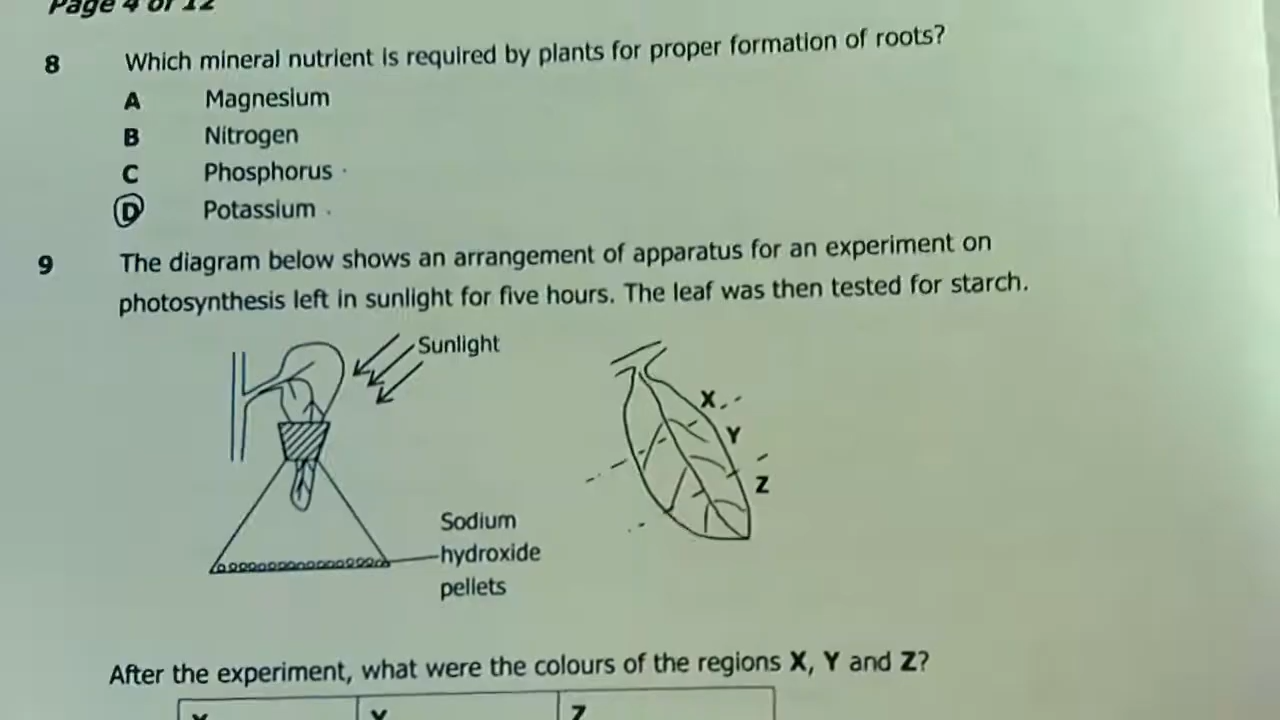 Page 4 of 12
8 Which mineral nutrient is required by plants for proper formation of roots?
A Magnesium
B Nitrogen
C Phosphorus
D Potassium
9 The diagram below shows an arrangement of apparatus for an experiment on
photosynthesis left in sunlight for five hours. The leaf was then tested for starch.
Sunlight
X
Y
Z
Sodium
hydroxide
pellets
After the experiment, what were the colours of the regions X, Y and Z?
X Y Z